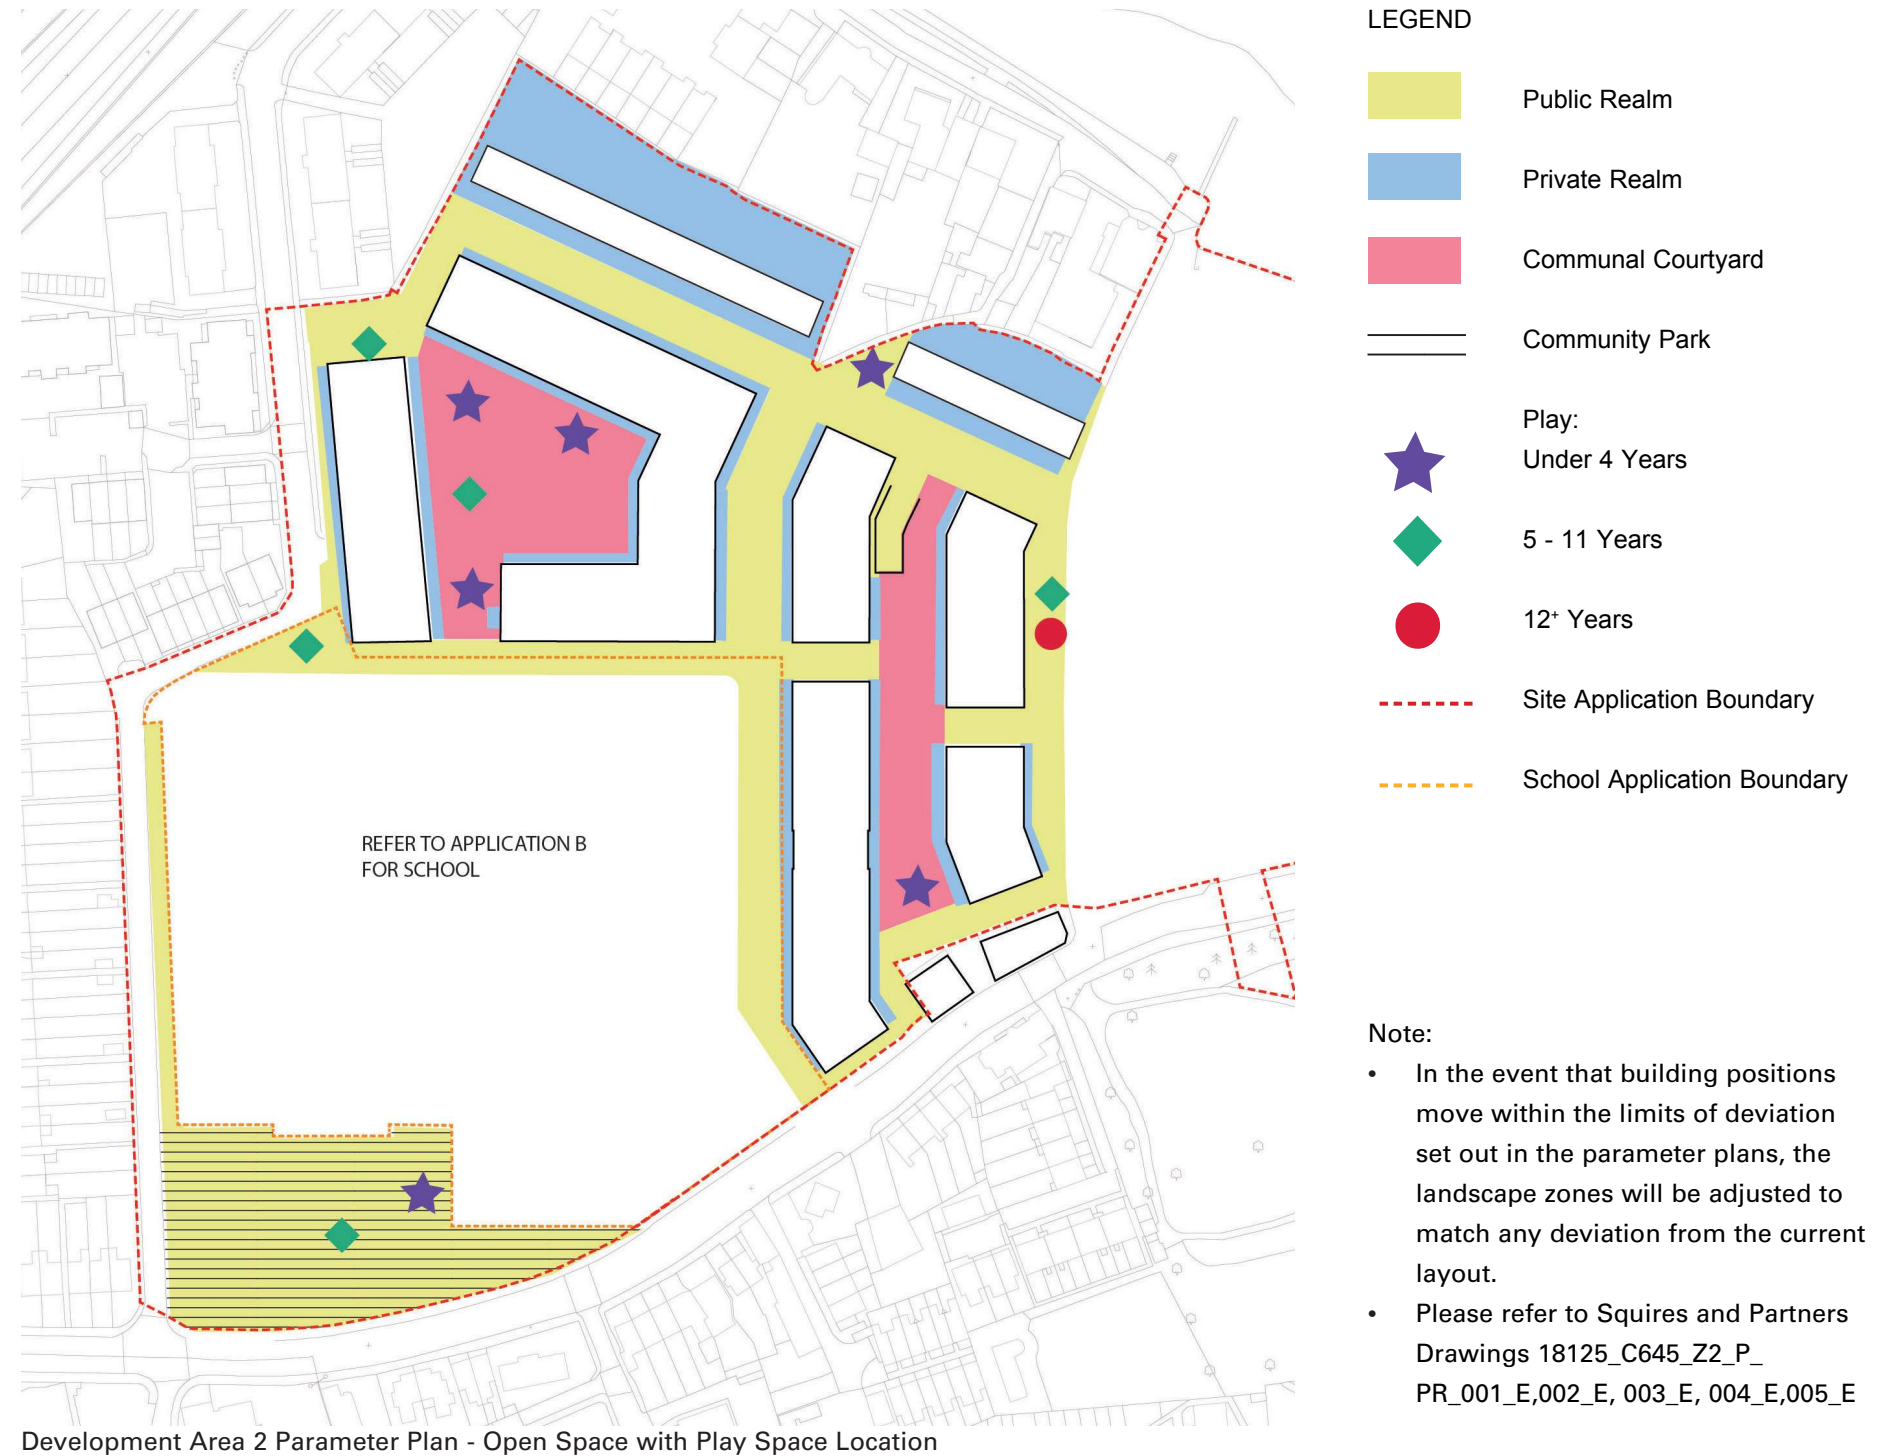 LEGEND
Public Realm
Private Realm
Communal Courtyard
Community Park
Play:
Under 4 Years
5 - 11 Years
12+ Years
Site Application Boundary
School Application Boundary
REFER TO APPLICATION B
FOR SCHOOL
Note:
• In the event that building positions
move within the limits of deviation
set out in the parameter plans, the
landscape zones will be adjusted to
match any deviation from the current
layout.
• Please refer to Squires and Partners
Drawings 18125_C645_Z2_P_
PR_001_E,002_E, 003_E, 004_E,005_E
Development Area 2 Parameter Plan - Open Space with Play Space Location